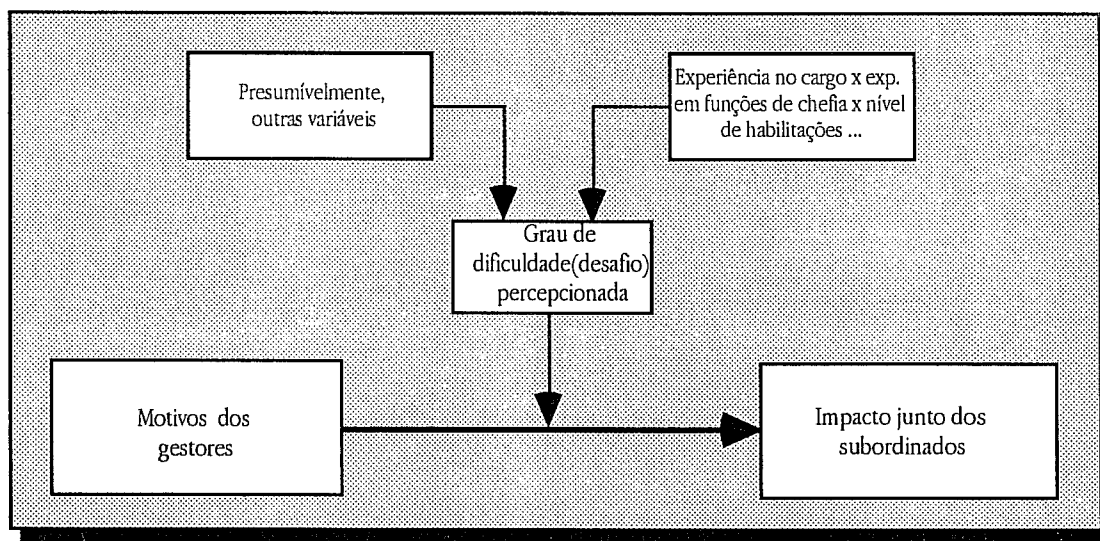 Presumívelmente,
outras variáveis
Experiência no cargo x exp.
em funções de chefia x nível
de habilitações ...
Grau de
dificuldade(desafio)
percepcionada
Motivos dos
gestores
Impacto junto dos
subordinados